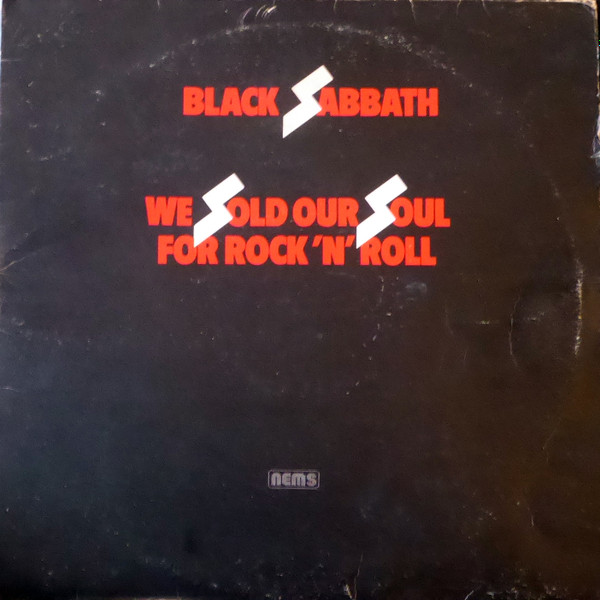 BLACK SABBATH
WE SOLD OUR SOUL
FOR ROCK 'N' ROLL
nems